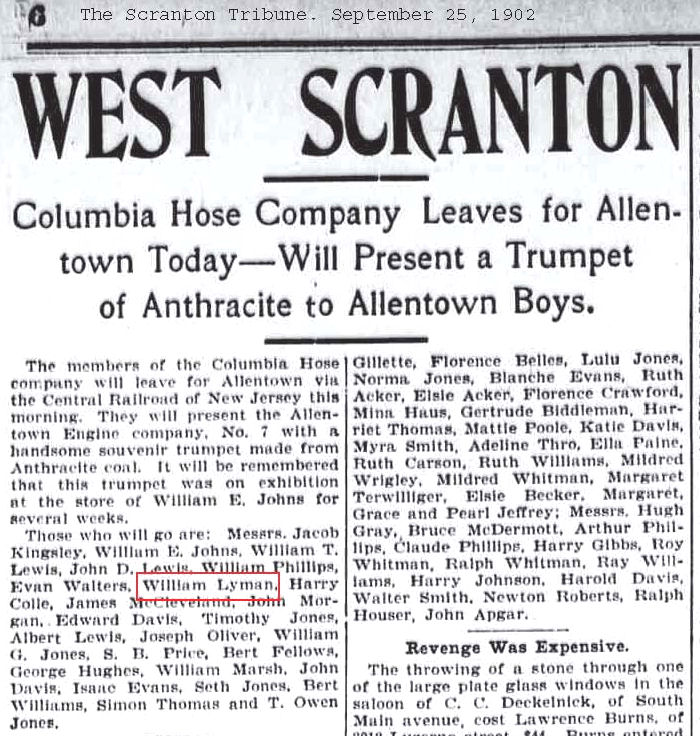 6 The Scranton Tribune. September 25, 1902
WEST SCRANTON
Columbia Hose Company Leaves for Allen-
town Today—Will Present a Trumpet
of Anthracite to Allentown Boys.
The members of the Columbia Hose
company will leave for Allentown via
the Central Railroad of New Jersey this
morning. They will present the Allen-
town Engine company, No. 7 with a
handsome souvenir trumpet made from
Anthracite coal. It will be remembered
that this trumpet was on exhibition
at the store of William E. Johns for
several weeks.
Those who will go are: Messrs. Jacob
Kingsley, William E. Johns, William T.
Lewis, John D. Lewis, William Phillips,
Evan Walters, William Lyman, Harry
Colle, James McCleveland, John Mor-
gan, Edward Davis, Timothy Jones,
Albert Lewis, Joseph Oliver, William
G. Jones, S. B. Price, Bert Fellows,
George Hughes, William Marsh, John
Davis, Isaac Evans, Seth Jones, Bert
Williams, Simon Thomas and T. Owen
Jones.
Gillette, Florence Belles, Lulu Jones,
Norma Jones, Blanche Evans, Ruth
Acker, Elsie Acker, Florence Crawford,
Mina Haus, Gertrude Biddleman, Har-
riet Thomas, Mattie Poole, Katie Davis,
Myra Smith, Adeline Thro, Ella Paine,
Ruth Carson, Ruth Williams, Mildred
Wrigley, Mildred Whitman, Margaret
Terwilliger, Elsie Becker, Margaret,
Grace and Pearl Jeffrey; Messrs. Hugh
Gray, Bruce McDermott, Arthur Phil-
lips, Claude Phillips, Harry Gibbs, Roy
Whitman, Ralph Whitman, Ray Will-
iams, Harry Johnson, Harold Davis,
Walter Smith, Newton Roberts, Ralph
Houser, John Apgar.
Revenge Was Expensive.
The throwing of a stone through one
of the large plate glass windows in the
saloon of C. C. Deckelnick, of South
Main avenue, cost Lawrence Burns, of
street, $44. Burns entered